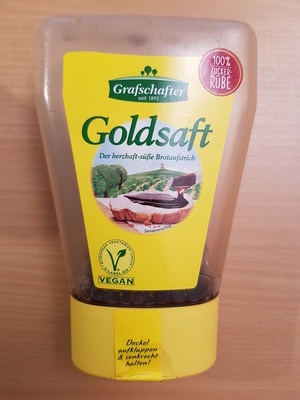 Grafschafter
seit 1893
100%
ZUCKER-
RÜBE
Goldsaft
Der herzhaft-süße Brotaufstrich
VEGAN
Deckel
aufklappen
& senkrecht
halten!